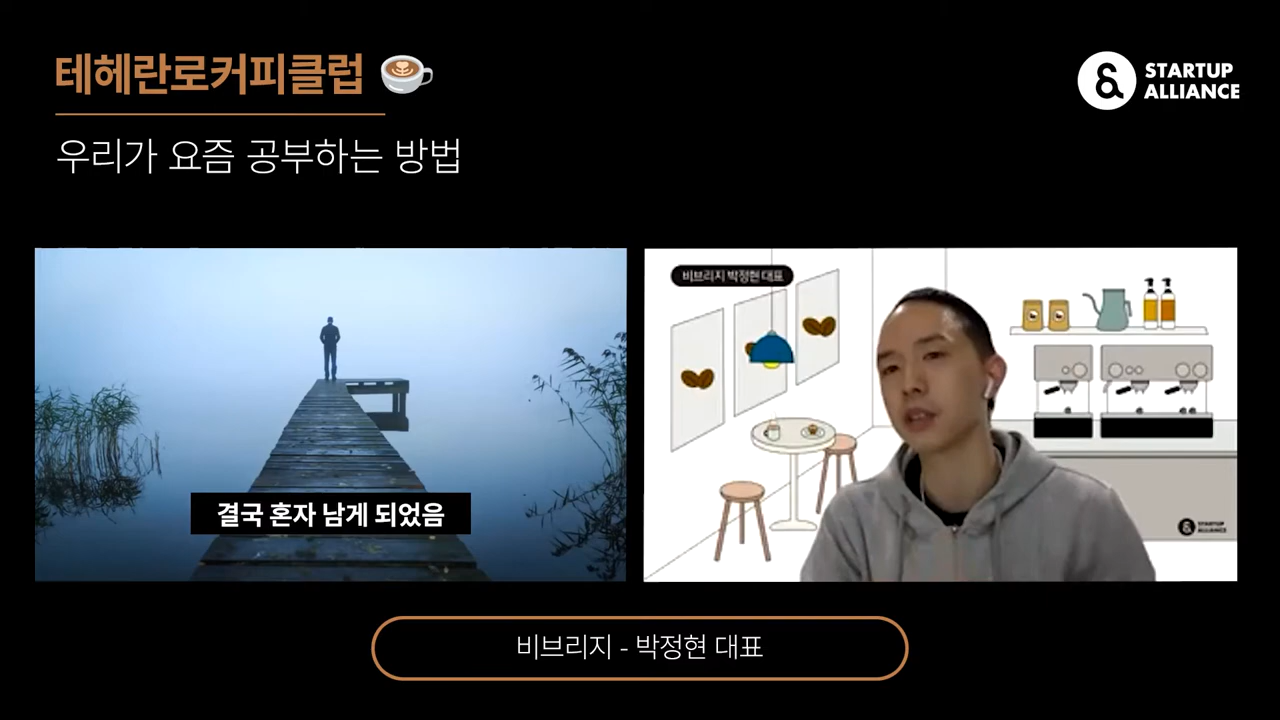 테헤란로커피클럽
STARTUP
ALLIANCE
우리가 요즘 공부하는 방법
비브리지 박정현 대표
결국 혼자 남게 되었음
STARTUP
ALLIANCE
비브리지 - 박정현 대표